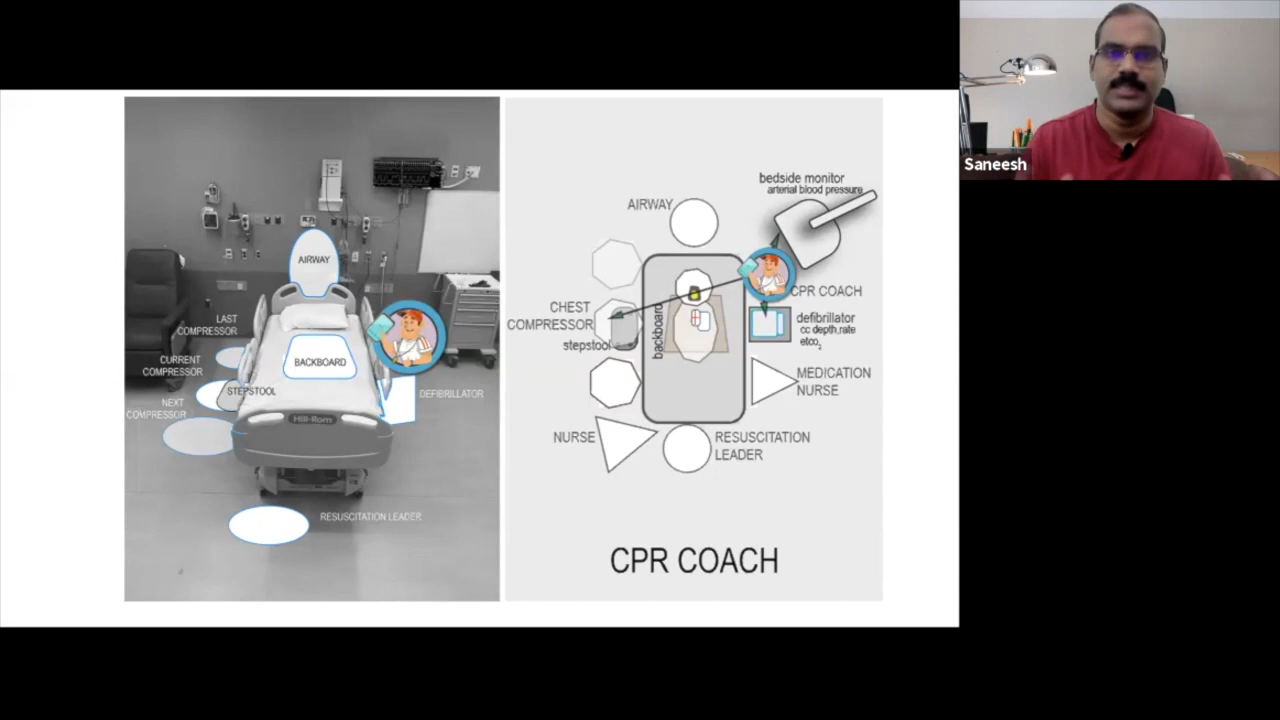 Saneesh
AIRWAY
LAST
COMPRESSOR
CURRENT
COMPRESSOR
BACKBOARD
STEPSTOOL
NEXT
COMPRESSOR
DEFIBRILLATOR
Hill-Rom
RESUSCITATION LEADER
bedside monitor
arterial blood pressure
AIRWAY
CPR COACH
CHEST
COMPRESSOR
stepstool
backboard
defibrillator
cc depth,rate
etco2
MEDICATION
NURSE
NURSE
RESUSCITATION
LEADER
CPR COACH